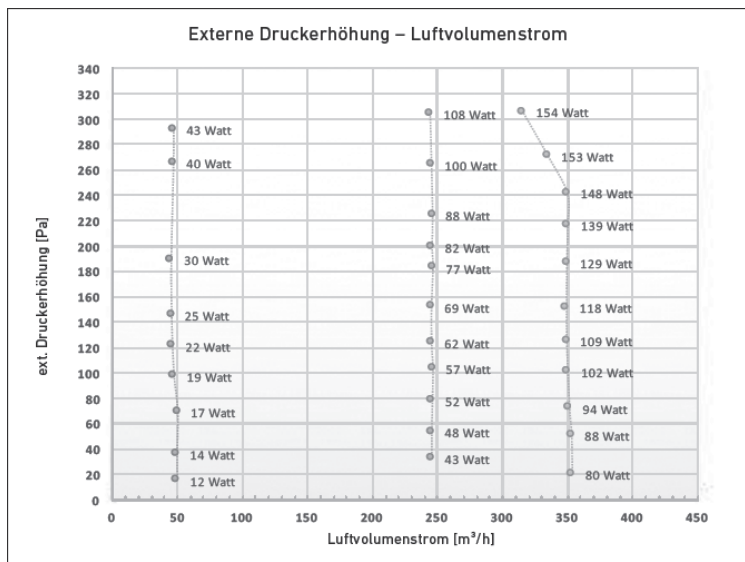 Externe Druckerhöhung – Luftvolumenstrom
ext. Druckerhöhung [Pa]
340
320
300
280
260
240
220
200
180
160
140
120
100
80
60
40
20
0
43 Watt
40 Watt
30 Watt
25 Watt
22 Watt
19 Watt
17 Watt
14 Watt
12 Watt
108 Watt
100 Watt
88 Watt
82 Watt
77 Watt
69 Watt
62 Watt
57 Watt
52 Watt
48 Watt
43 Watt
154 Watt
153 Watt
148 Watt
139 Watt
129 Watt
118 Watt
109 Watt
102 Watt
94 Watt
88 Watt
80 Watt
0 50 100 150 200 250 300 350 400 450
Luftvolumenstrom [m³/h]